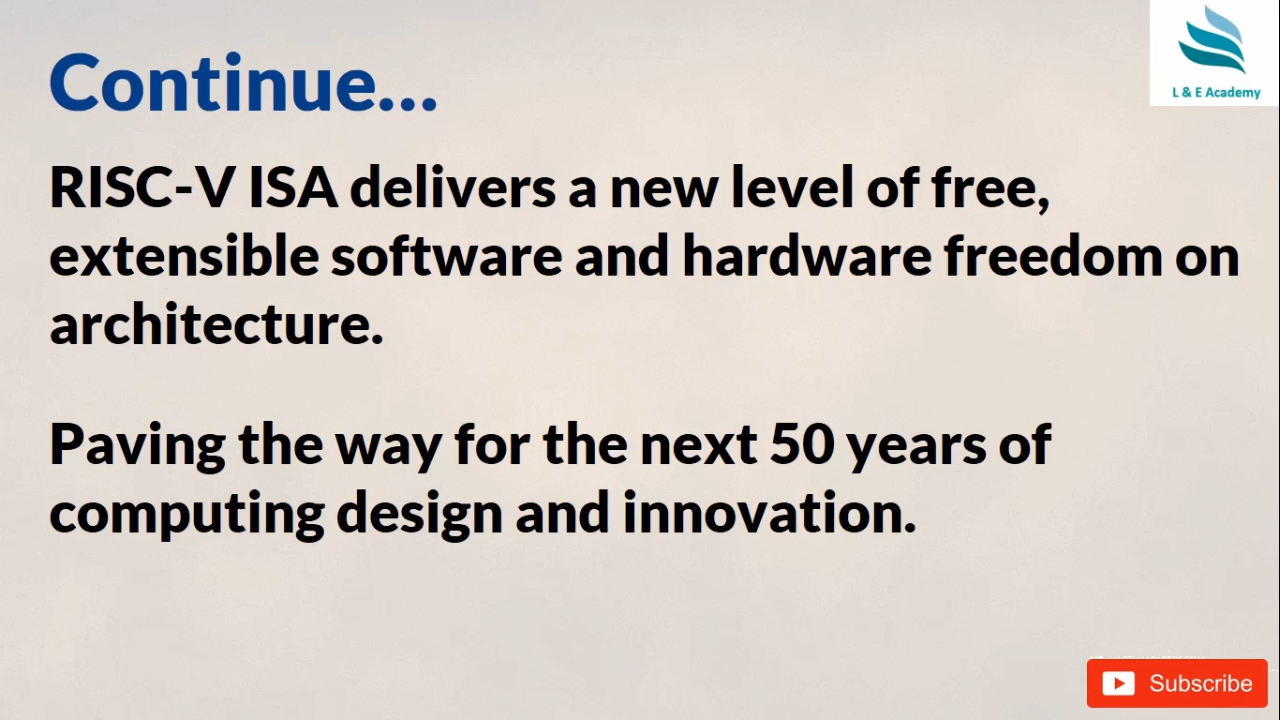 Continue...
L & E Academy
RISC-V ISA delivers a new level of free,
extensible software and hardware freedom on
architecture.
Paving the way for the next 50 years of
computing design and innovation.
Subscribe